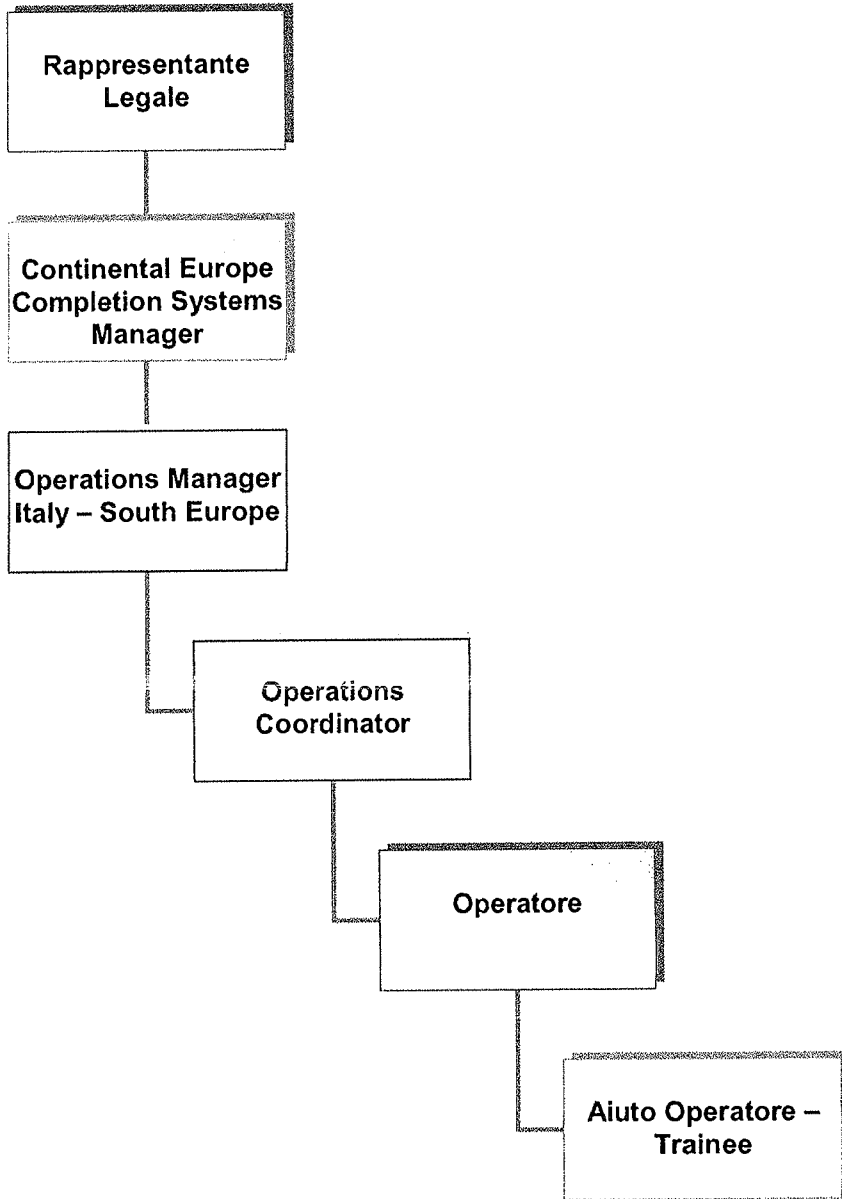 Rappresentante
Legale
Continental Europe
Completion Systems
Manager
Operations Manager
Italy – South Europe
Operations
Coordinator
Operatore
Aiuto Operatore –
Trainee